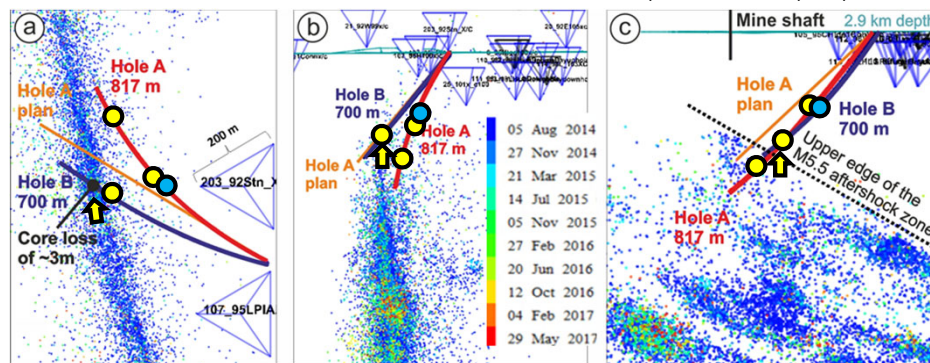 a
Hole A
817 m
Hole A
plan
200 m
203_92Stn_X
Hole B
700 m
Core loss
of ~3m
107_95LPIA
b
203_92Stn_X/C
Hole B
700 m
Hole A
817 m
Hole A
plan
05 Aug 2014
27 Nov 2014
21 Mar 2015
14 Jul 2015
05 Nov 2015
27 Feb 2016
20 Jun 2016
12 Oct 2016
04 Feb 2017
29 May 2017
c
Mine shaft
2.9 km depth
Hole A
plan
Hole B
700 m
Upper edge of the
M5.5 aftershock zone
Hole A
817 m